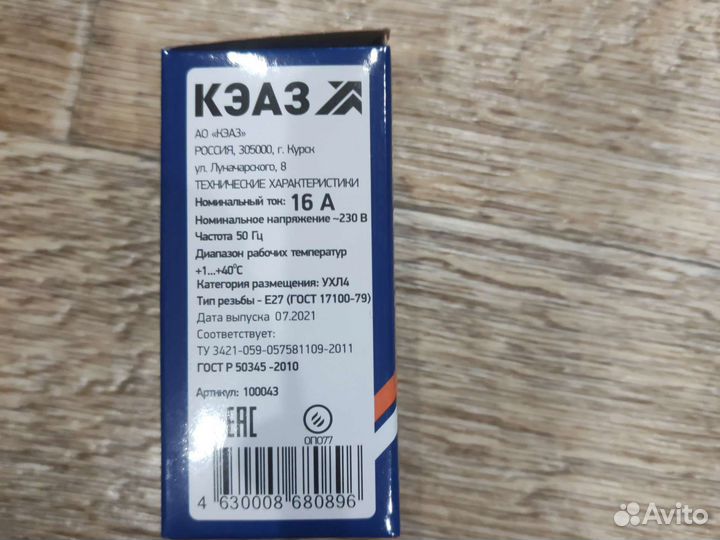 КЭАЗ
АО «КЭАЗ»
РОССИЯ, 305000, г. Курск
ул. Луначарского, 8
ТЕХНИЧЕСКИЕ ХАРАКТЕРИСТИКИ
Номинальный ток: 16 А
Номинальное напряжение ~230 В
Частота 50 Гц
Диапазон рабочих температур
+1...+40°С
Категория размещения: УХЛ4
Тип резьбы - Е27 (ГОСТ 17100-79)
Дата выпуска 07.2021
Соответствует:
ТУ 3421-059-057581109-2011
ГОСТ Р 50345 -2010
Артикул: 100043
ЕАС
ОП077
4 630008 680896
Avito